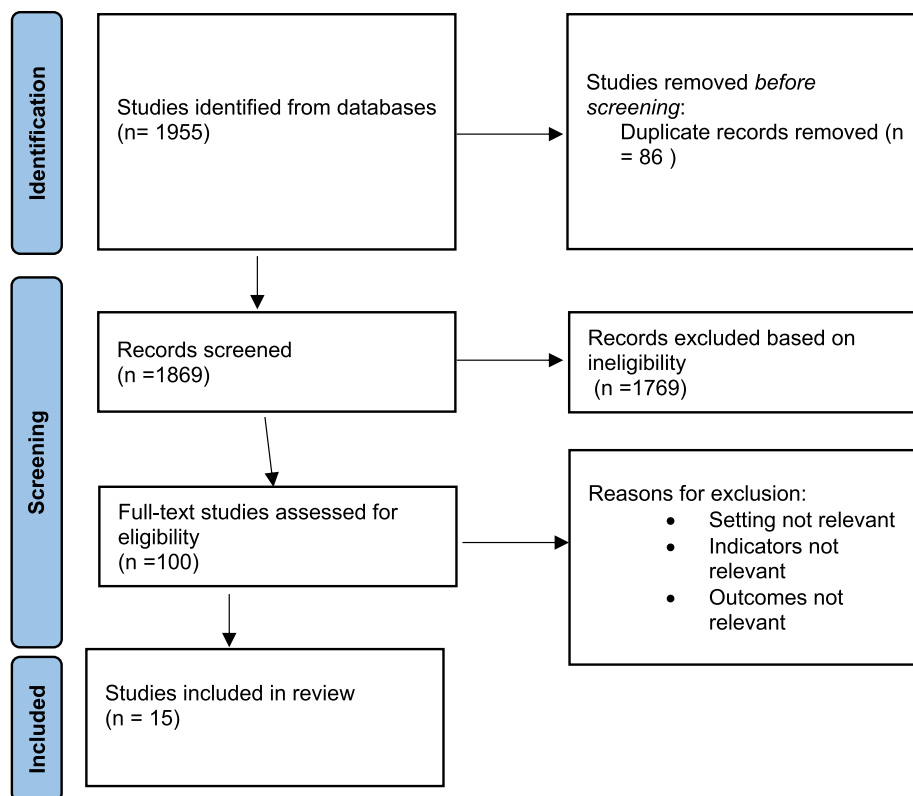 Identification
Studies identified from databases
(n= 1955)
Studies removed before
screening:
Duplicate records removed (n
= 86 )
Screening
Records screened
(n =1869)
Records excluded based on
ineligibility
(n =1769)
Full-text studies assessed for
eligibility
(n =100)
Reasons for exclusion:
• Setting not relevant
• Indicators not
relevant
• Outcomes not
relevant
Included
Studies included in review
(n = 15)